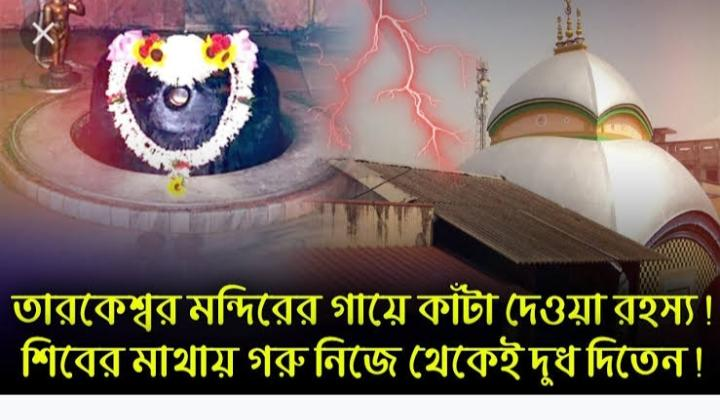 তারকেশ্বর মন্দিরের গায়ে কাঁটা দেওয়া রহস্য!
শিবের মাথায় গরু নিজে থেকেই দুধ দিতেন!